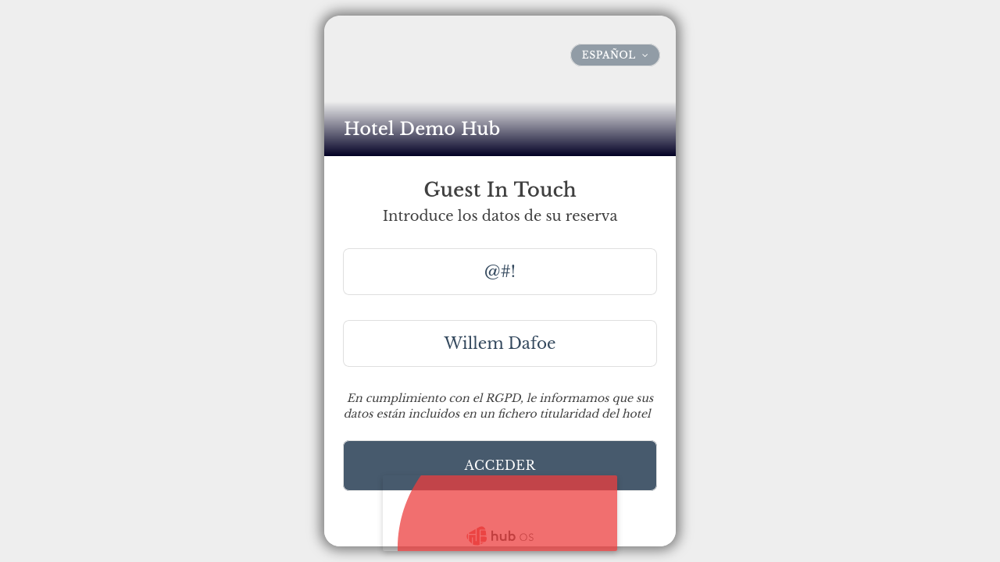 ESPAÑOL
Hotel Demo Hub
Guest In Touch
Introduce los datos de su reserva
@#!
Willem Dafoe
En cumplimiento con el RGPD, le informamos que sus
datos están incluidos en un fichero titularidad del hotel
ACCEDER
hub os